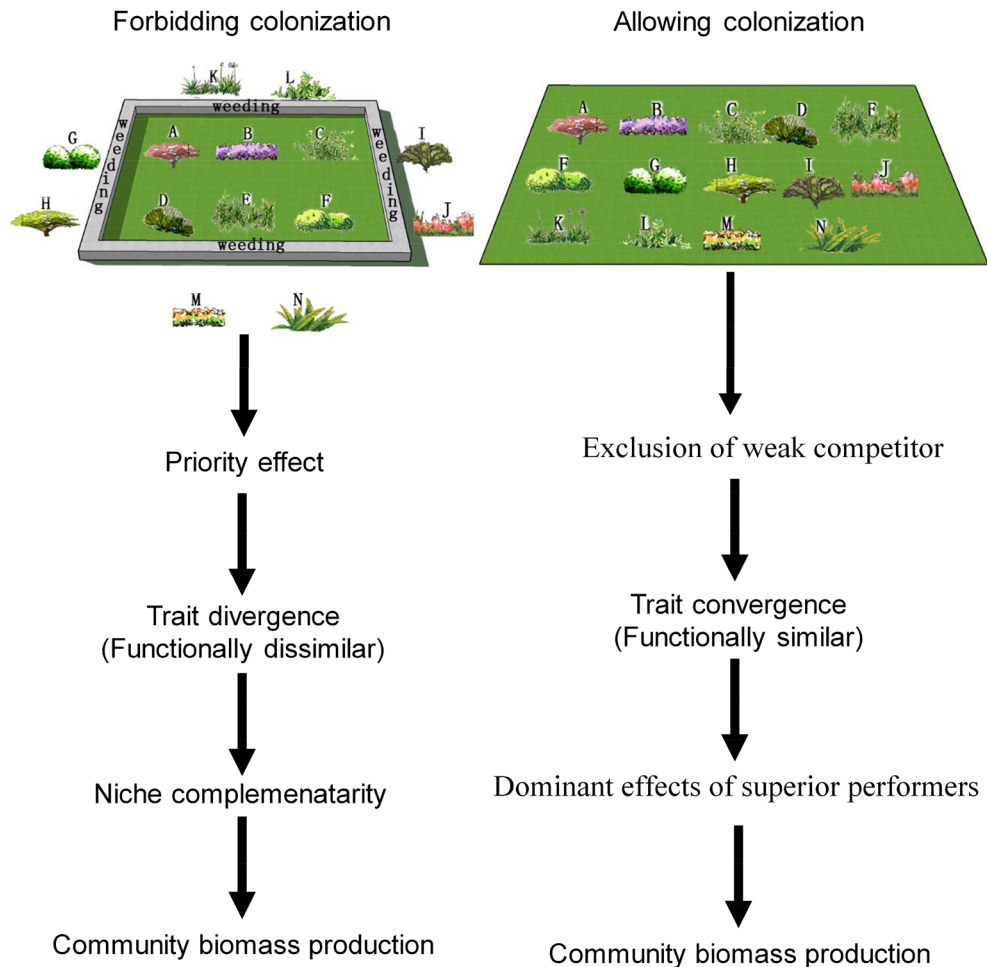 Forbidding colonization
Allowing colonization
K
L
weeding
G
weeding
A
B
C
weeding
I
H
D
E
F
J
weeding
M
N
A
B
C
D
E
F
G
H
I
J
K
L
M
N
Priority effect
Trait divergence
(Functionally dissimilar)
Niche complemenatarity
Community biomass production
Exclusion of weak competitor
Trait convergence
(Functionally similar)
Dominant effects of superior performers
Community biomass production